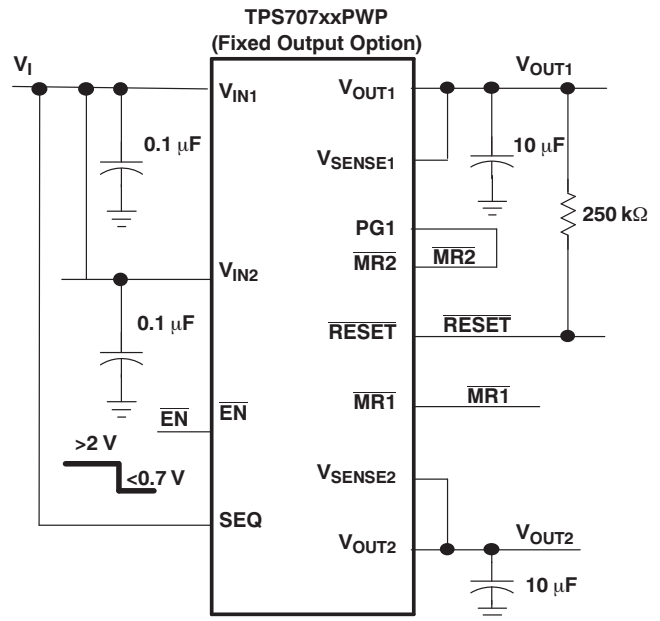 TPS707xxPWP
(Fixed Output Option)
VI
VIN1
VOUT1
VOUT1
0.1 μF
10 μF
VSENSE1
250 kΩ
PG1
MR2
MR2
VIN2
0.1 μF
RESET
RESET
MR1
MR1
EN
EN
>2 V
<0.7 V
VSENSE2
SEQ
VOUT2
VOUT2
10 μF